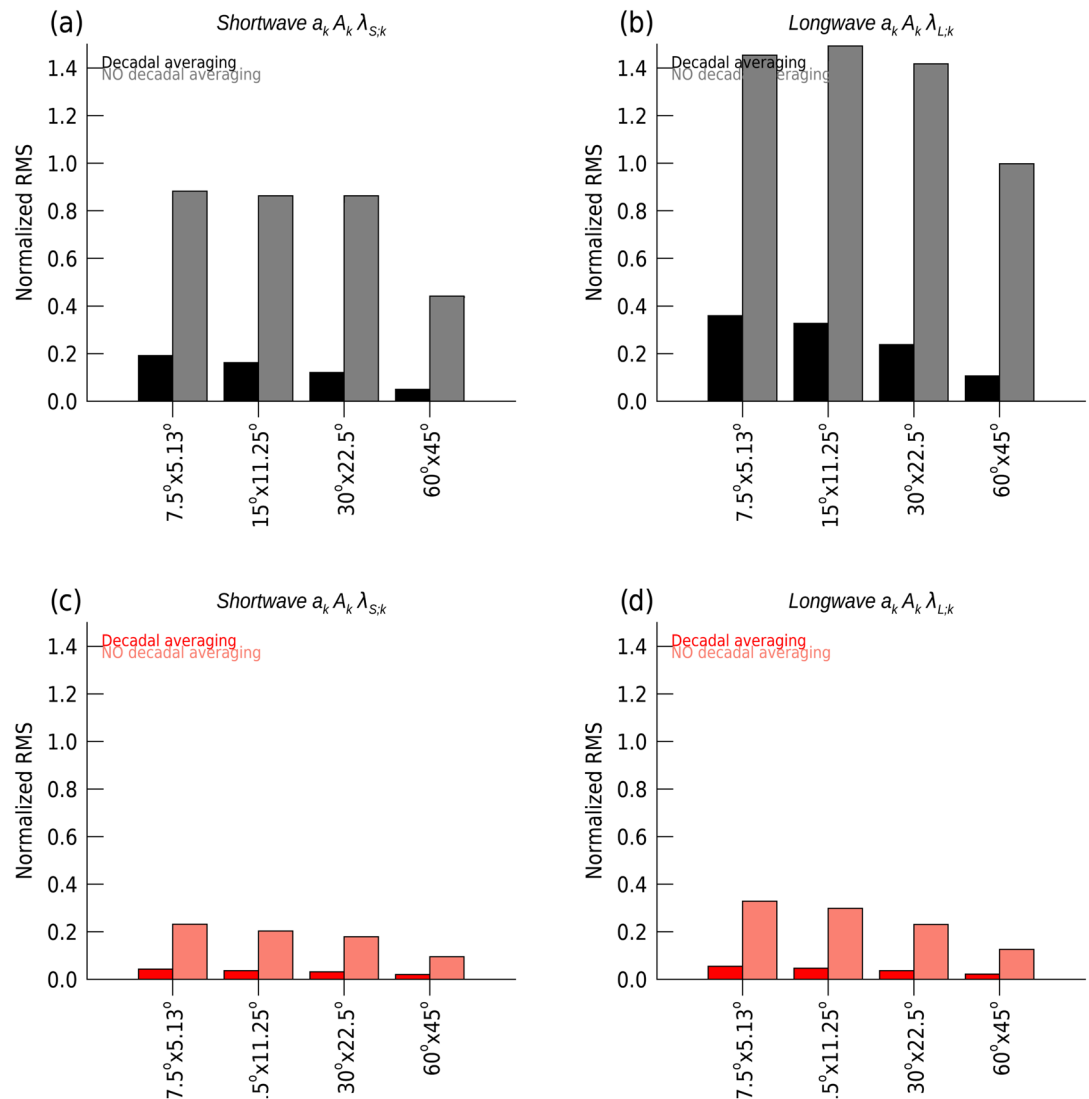 (a)
Shortwave a_k A_k λ_S;k
Decadal averaging
NO decadal averaging
Normalized RMS
1.4
1.2
1.0
0.8
0.6
0.4
0.2
0.0
7.5°x5.13°
15°x11.25°
30°x22.5°
60°x45°
(b)
Longwave a_k A_k λ_L;k
Decadal averaging
NO decadal averaging
Normalized RMS
1.4
1.2
1.0
0.8
0.6
0.4
0.2
0.0
7.5°x5.13°
15°x11.25°
30°x22.5°
60°x45°
(c)
Shortwave a_k A_k λ_S;k
Decadal averaging
NO decadal averaging
Normalized RMS
1.4
1.2
1.0
0.8
0.6
0.4
0.2
0.0
7.5°x5.13°
.5°x11.25°
30°x22.5°
60°x45°
(d)
Longwave a_k A_k λ_L;k
Decadal averaging
NO decadal averaging
Normalized RMS
1.4
1.2
1.0
0.8
0.6
0.4
0.2
0.0
7.5°x5.13°
.5°x11.25°
30°x22.5°
60°x45°